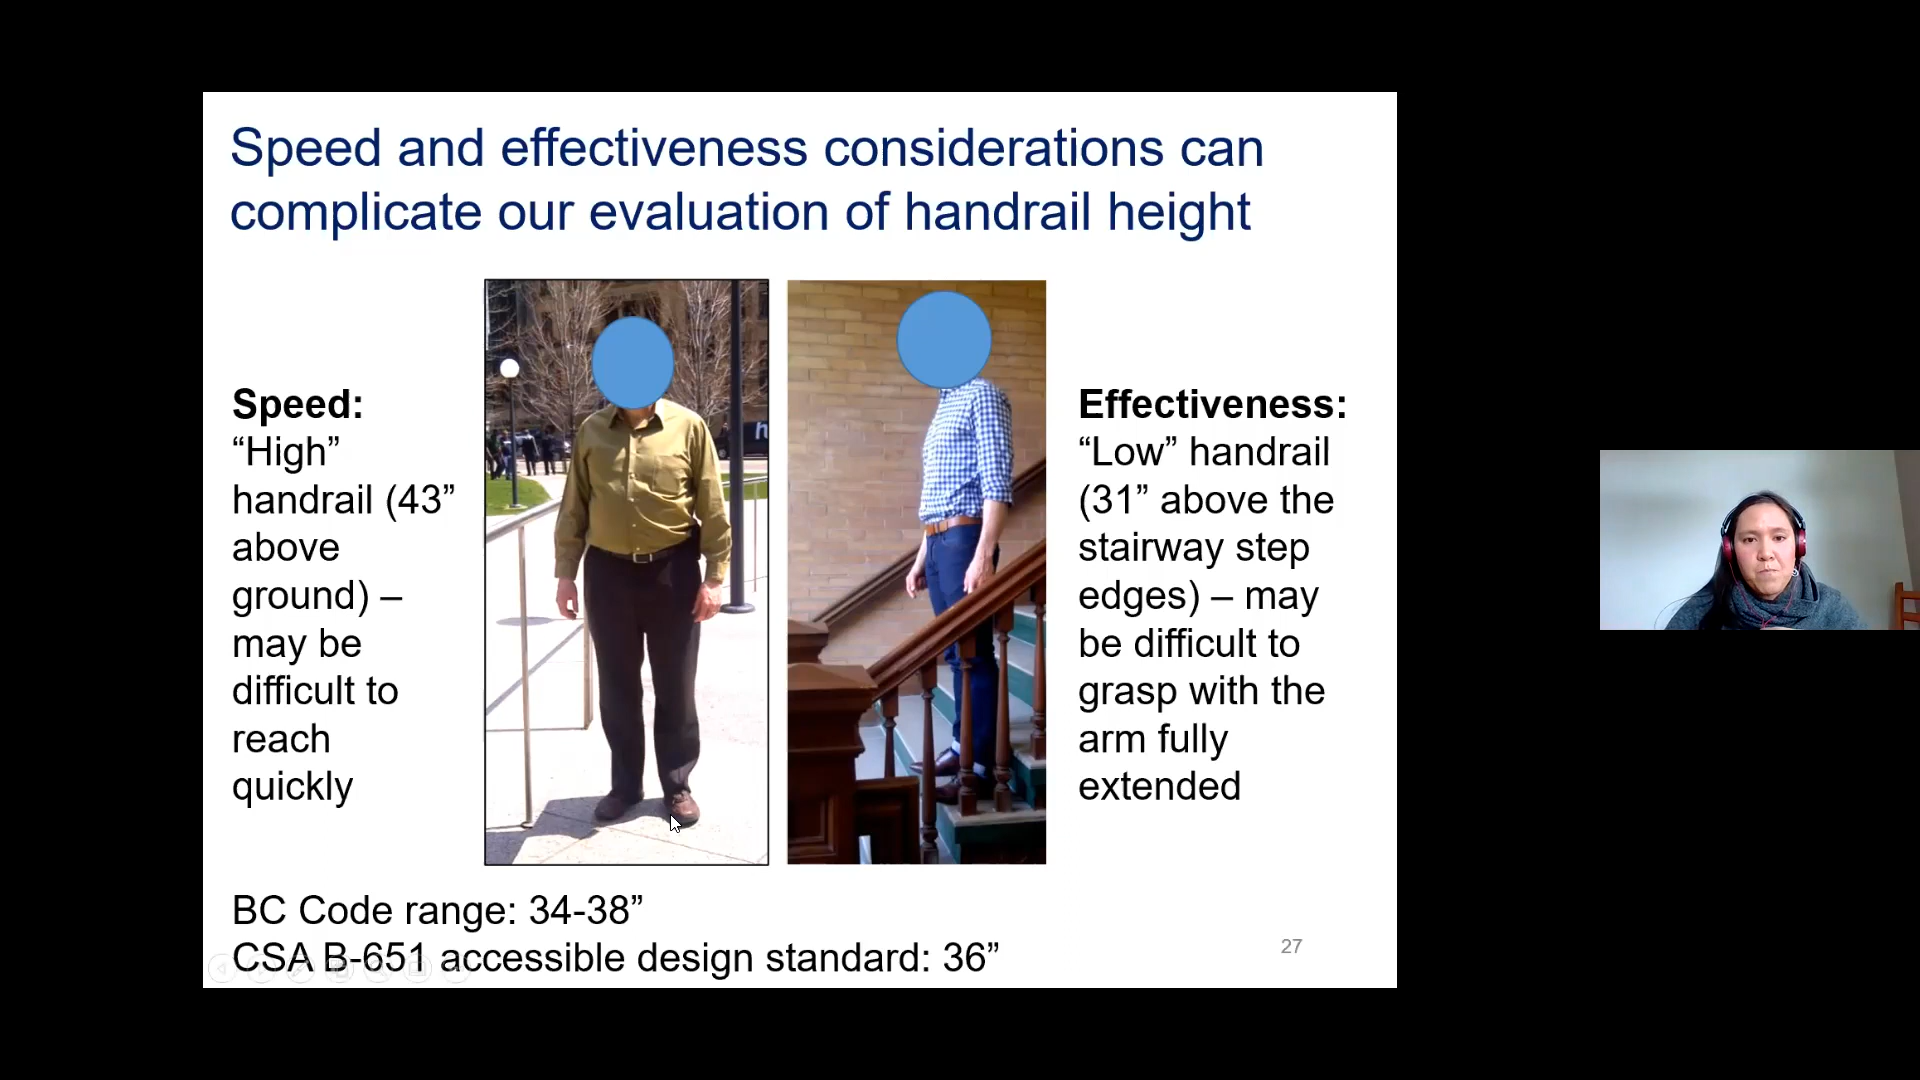 Speed and effectiveness considerations can
complicate our evaluation of handrail height
Speed:
“High”
handrail (43”
above
ground) –
may be
difficult to
reach
quickly
h
Effectiveness:
“Low” handrail
(31” above the
stairway step
edges) – may
be difficult to
grasp with the
arm fully
extended
BC Code range: 34-38”
CSA B-651 accessible design standard: 36”
27